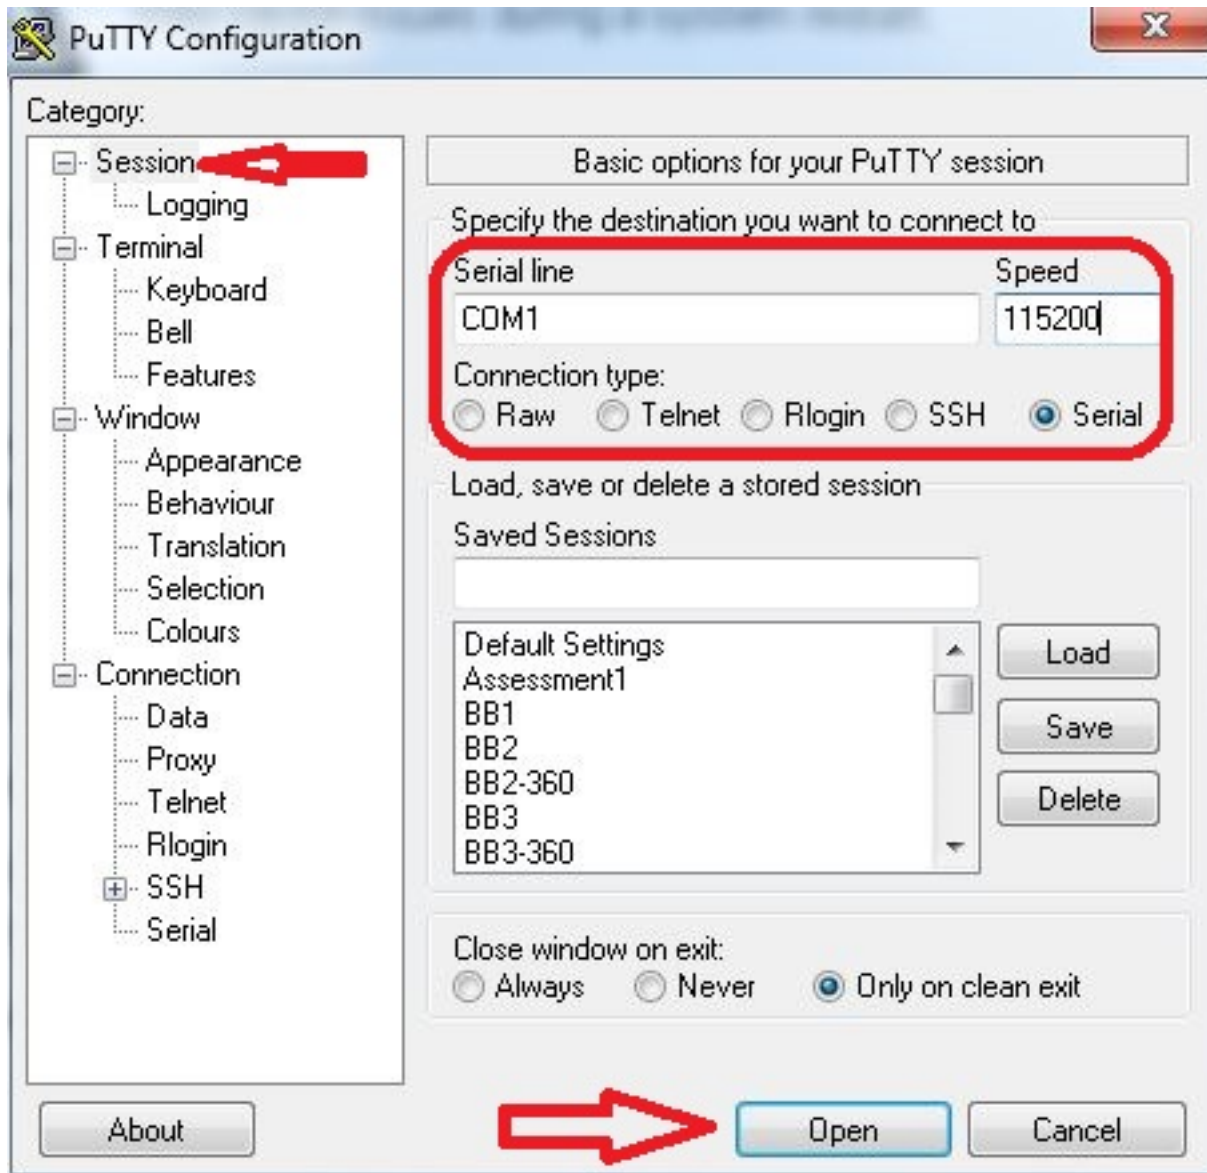 PuTTY Configuration
Category:
Session
Logging
Terminal
Keyboard
Bell
Features
Window
Appearance
Behaviour
Translation
Selection
Colours
Connection
Data
Proxy
Telnet
Rlogin
SSH
Serial
Basic options for your PuTTY session
Specify the destination you want to connect to
Serial line Speed
COM1 115200
Connection type:
Raw Telnet Rlogin SSH Serial
Load, save or delete a stored session
Saved Sessions
Default Settings
Assessment1
BB1
BB2
BB2-360
BB3
BB3-360
Load
Save
Delete
Close window on exit:
Always Never Only on clean exit
About Open Cancel